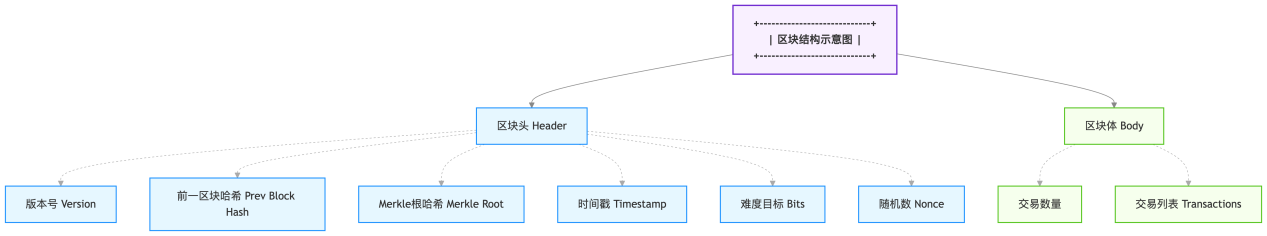 +----------------------------+
| 区块结构示意图 |
+----------------------------+
区块头 Header
区块体 Body
版本号 Version
前一区块哈希 Prev Block
Hash
Merkle根哈希 Merkle Root
时间戳 Timestamp
难度目标 Bits
随机数 Nonce
交易数量
交易列表 Transactions